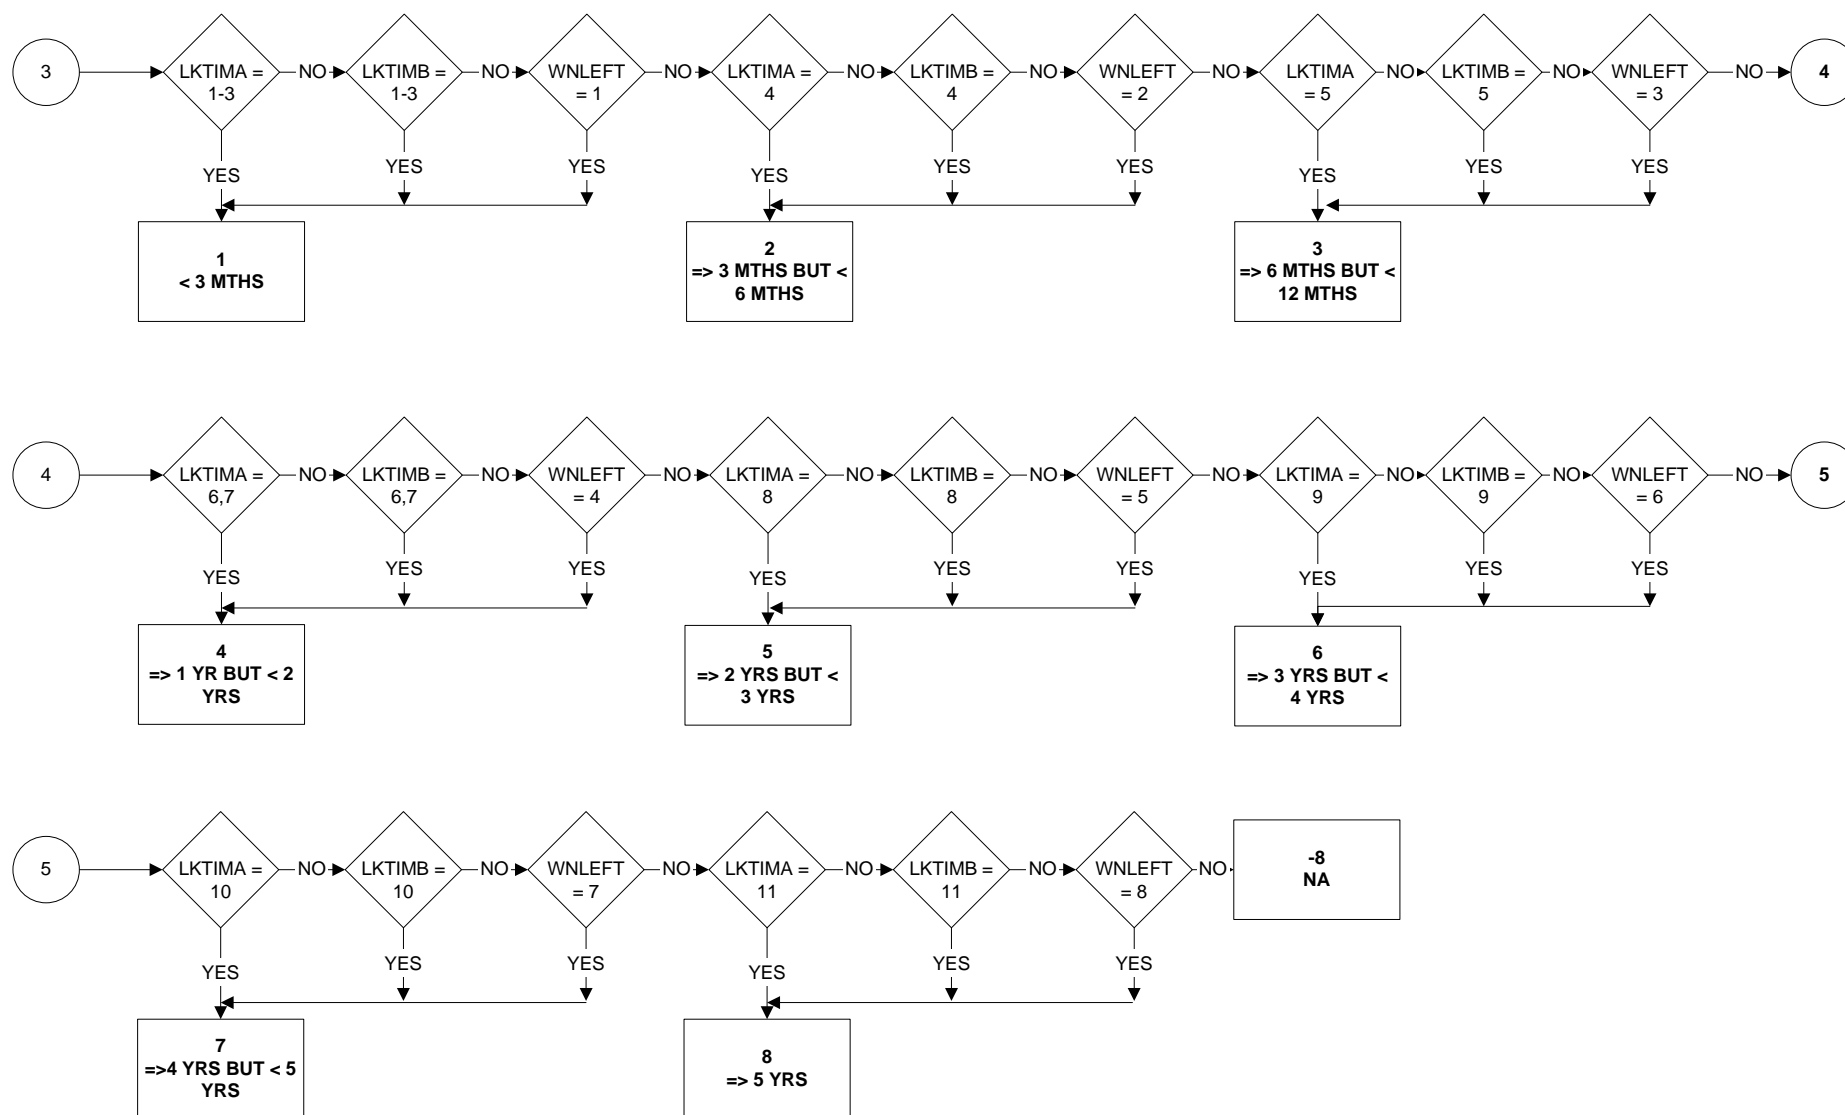 3
LKTIMA =
1-3
NO
LKTIMB =
1-3
NO
WNLEFT
= 1
NO
LKTIMA =
4
NO
LKTIMB =
4
NO
WNLEFT
= 2
NO
LKTIMA
= 5
NO
LKTIMB =
5
NO
WNLEFT
= 3
NO
4
YES
YES
YES
YES
YES
YES
YES
YES
YES
1
< 3 MTHS
2
=> 3 MTHS BUT <
6 MTHS
3
=> 6 MTHS BUT <
12 MTHS
4
LKTIMA =
6,7
NO
LKTIMB =
6,7
NO
WNLEFT
= 4
NO
LKTIMA =
8
NO
LKTIMB =
8
NO
WNLEFT
= 5
NO
LKTIMA =
9
NO
LKTIMB =
9
NO
WNLEFT
= 6
NO
5
YES
YES
YES
YES
YES
YES
YES
YES
YES
4
=> 1 YR BUT < 2
YRS
5
=> 2 YRS BUT <
3 YRS
6
=> 3 YRS BUT <
4 YRS
5
LKTIMA =
10
NO
LKTIMB =
10
NO
WNLEFT
= 7
NO
LKTIMA =
11
NO
LKTIMB =
11
NO
WNLEFT
= 8
NO
-8
NA
YES
YES
YES
YES
YES
YES
7
=>4 YRS BUT < 5
YRS
8
=> 5 YRS